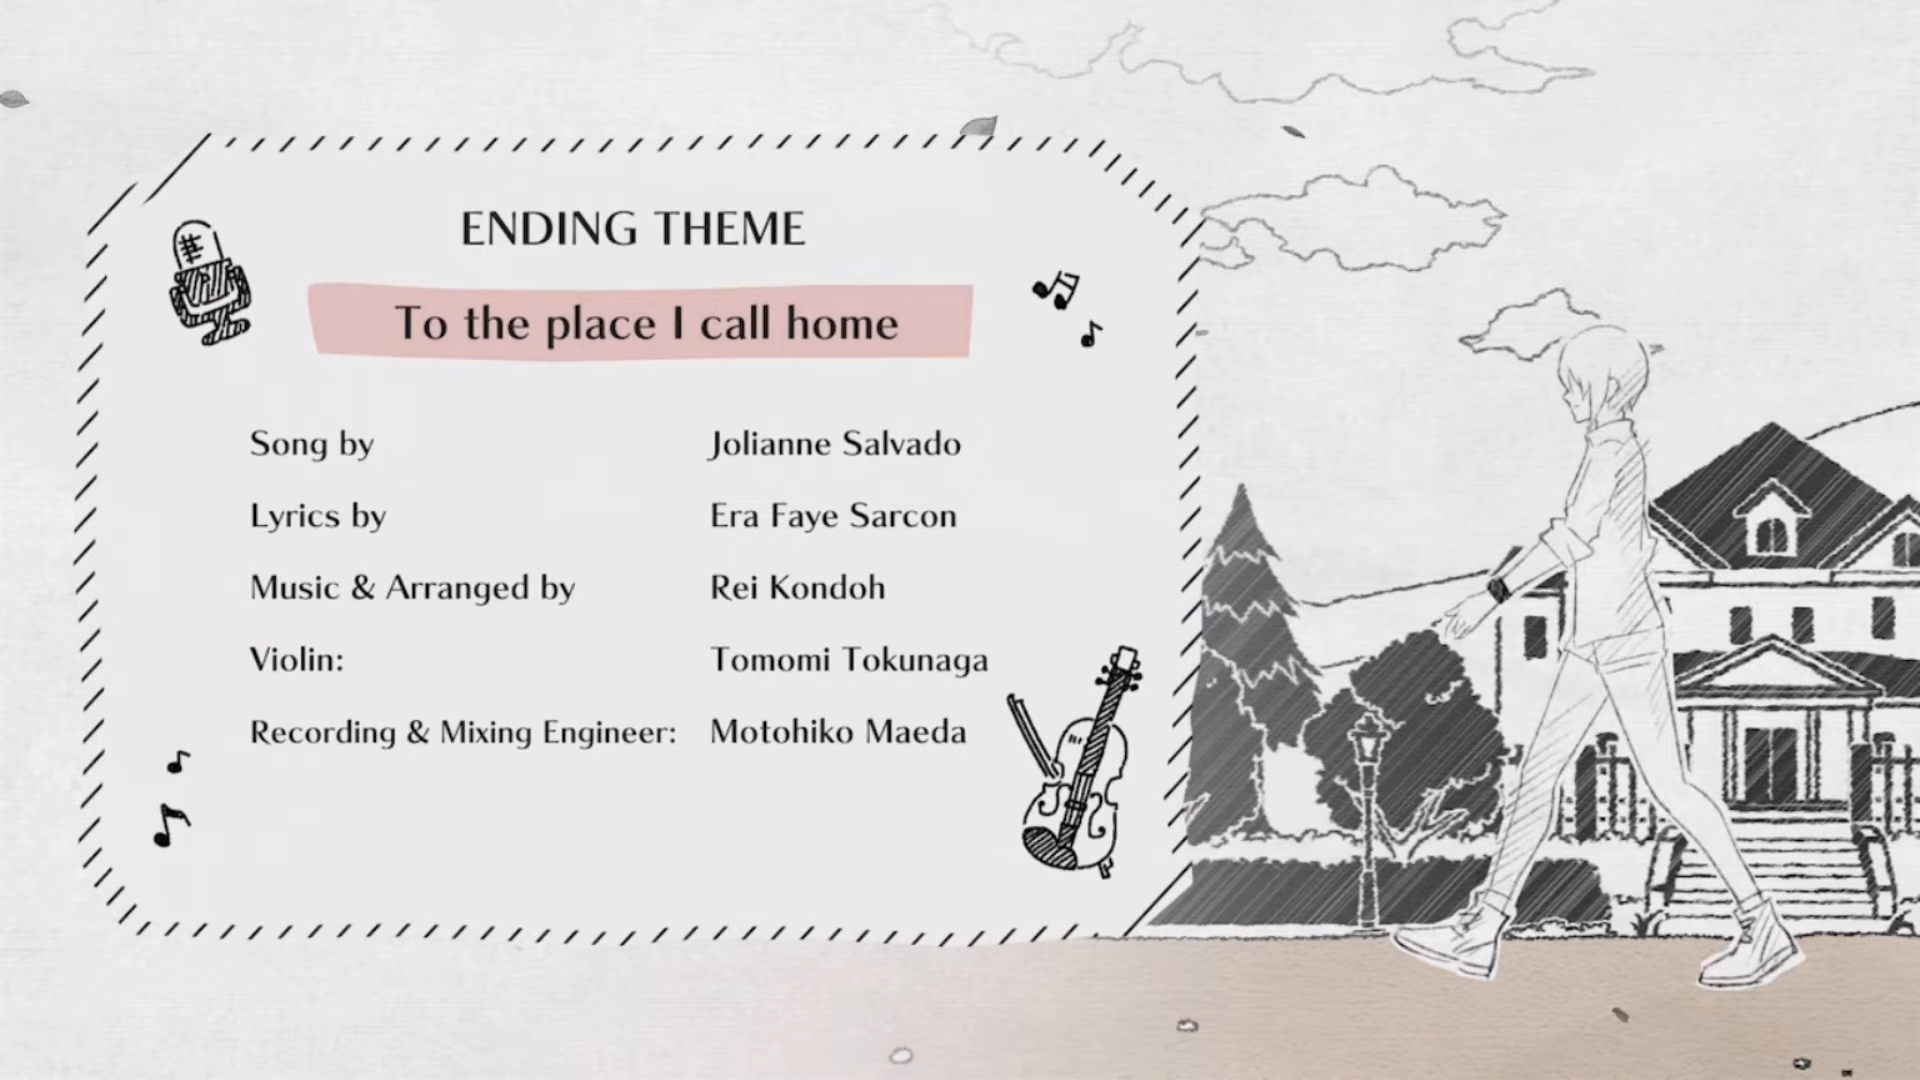 ENDING THEME
To the place I call home
Song by Jolianne Salvado
Lyrics by Era Faye Sarcon
Music & Arranged by Rei Kondoh
Violin: Tomomi Tokunaga
Recording & Mixing Engineer: Motohiko Maeda